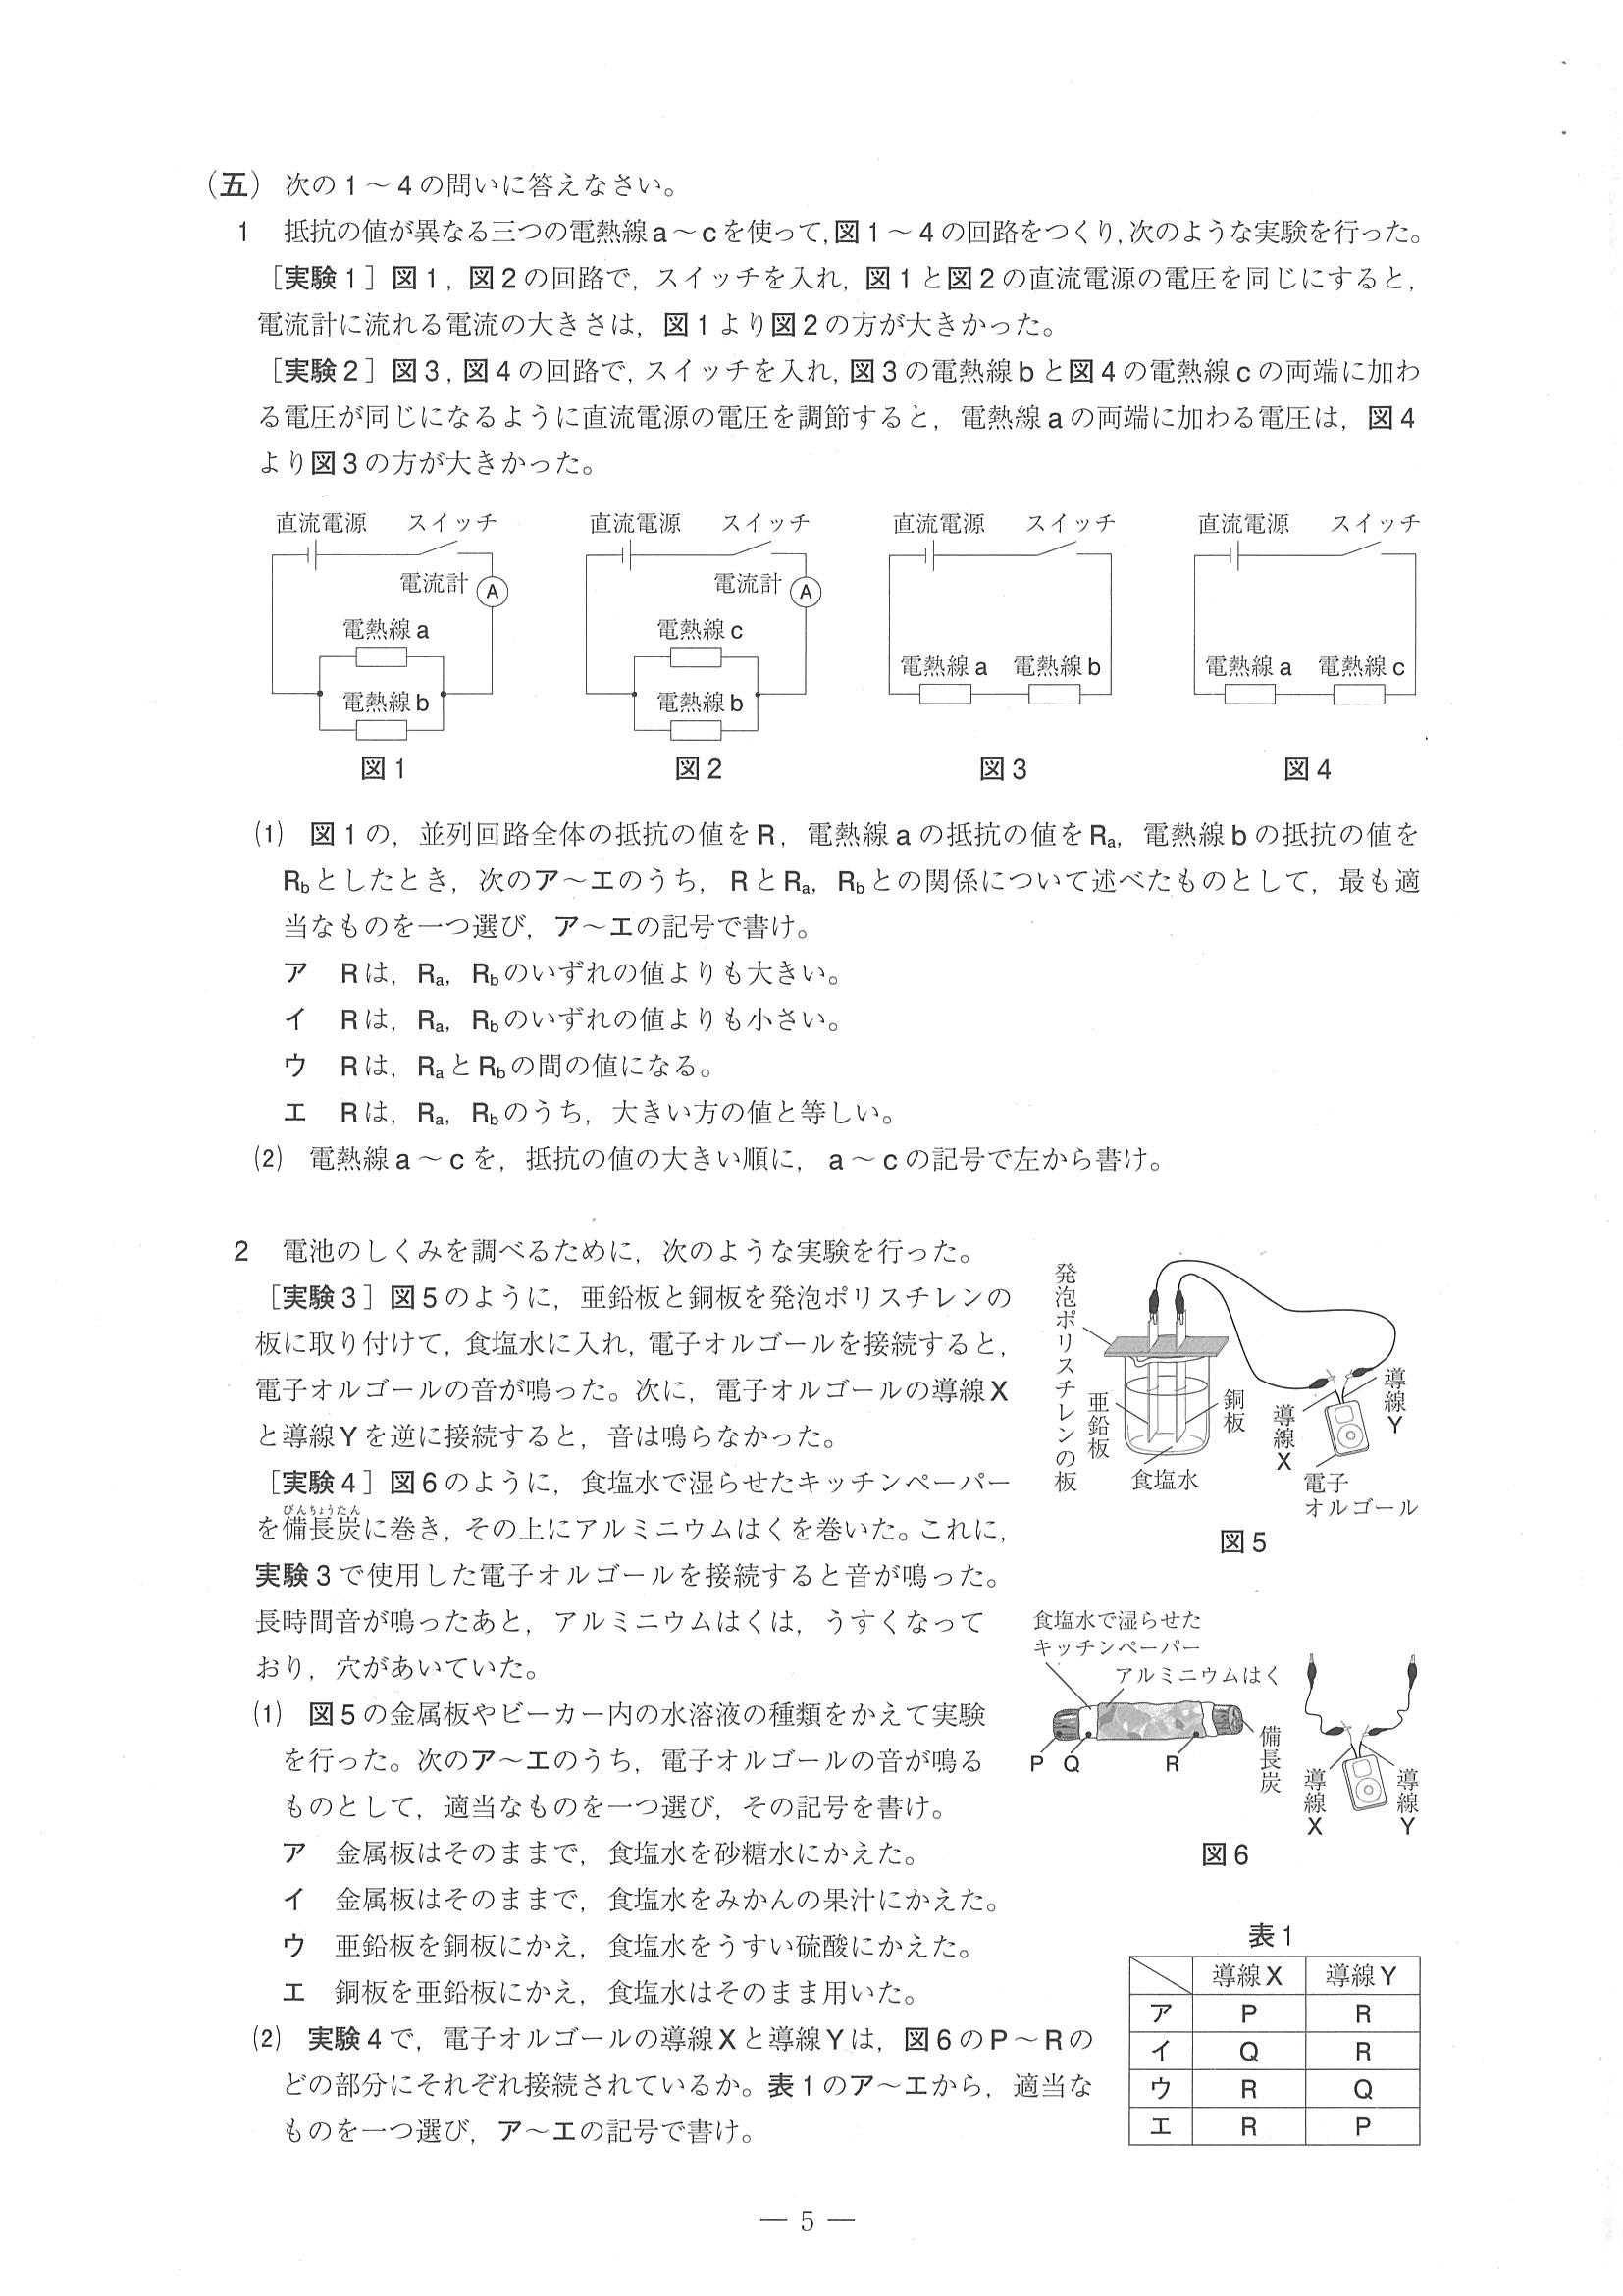 (五) 次の1～4の問いに答えなさい。
1 抵抗の値が異なる三つの電熱線a～cを使って,図1～4の回路をつくり,次のような実験を行った。
[実験1] 図1,図2の回路で,スイッチを入れ,図1と図2の直流電源の電圧を同じにすると,
電流計に流れる電流の大きさは,図1より図2の方が大きかった。
[実験2] 図3,図4の回路で,スイッチを入れ,図3の電熱線bと図4の電熱線cの両端に加わ
る電圧が同じになるように直流電源の電圧を調節すると,電熱線aの両端に加わる電圧は,図4
より図3の方が大きかった。
直流電源 スイッチ
電流計 A
電熱線a
電熱線b
図1
直流電源 スイッチ
電流計 A
電熱線c
電熱線b
図2
直流電源 スイッチ
電熱線a 電熱線b
図3
直流電源 スイッチ
電熱線a 電熱線c
図4
(1) 図1の,並列回路全体の抵抗の値をR,電熱線aの抵抗の値をRa,電熱線bの抵抗の値を
Rbとしたとき,次のア～エのうち,RとRa,Rbとの関係について述べたものとして,最も適
当なものを一つ選び,ア～エの記号で書け。
ア Rは,Ra,Rbのいずれの値よりも大きい。
イ Rは,Ra,Rbのいずれの値よりも小さい。
ウ Rは,RaとRbの間の値になる。
エ Rは,Ra,Rbのうち,大きい方の値と等しい。
(2) 電熱線a～cを,抵抗の値の大きい順に,a～cの記号で左から書け。
2 電池のしくみを調べるために,次のような実験を行った。
[実験3] 図5のように,亜鉛板と銅板を発泡ポリスチレンの
板に取り付けて,食塩水に入れ,電子オルゴールを接続すると,
電子オルゴールの音が鳴った。次に,電子オルゴールの導線X
と導線Yを逆に接続すると,音は鳴らなかった。
[実験4] 図6のように,食塩水で湿らせたキッチンペーパー
びんちょうたん
を備長炭に巻き,その上にアルミニウムはくを巻いた。これに,
実験3で使用した電子オルゴールを接続すると音が鳴った。
長時間音が鳴ったあと,アルミニウムはくは,うすくなって
おり,穴があいていた。
発泡ポリスチレンの板
亜鉛板
銅板
食塩水
導線X
導線Y
電子
オルゴール
図5
食塩水で湿らせた
キッチンペーパー
アルミニウムはく
P Q R
備長炭
導線X
導線Y
図6
(1) 図5の金属板やビーカー内の水溶液の種類をかえて実験
を行った。次のア～エのうち,電子オルゴールの音が鳴る
ものとして,適当なものを一つ選び,その記号を書け。
ア 金属板はそのままで,食塩水を砂糖水にかえた。
イ 金属板はそのままで,食塩水をみかんの果汁にかえた。
ウ 亜鉛板を銅板にかえ,食塩水をうすい硫酸にかえた。
エ 銅板を亜鉛板にかえ,食塩水はそのまま用いた。
(2) 実験4で,電子オルゴールの導線Xと導線Yは,図6のP～Rの
どの部分にそれぞれ接続されているか。表1のア～エから,適当な
ものを一つ選び,ア～エの記号で書け。
表1
導線X 導線Y
ア P R
イ Q R
ウ R Q
エ R P
— 5 —